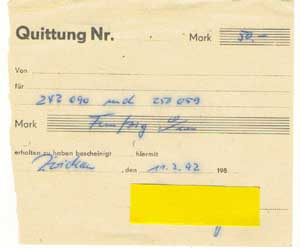 Quittung Nr. Mark 50.-
Von
für
243 090 und 253 059
Mark Fünfzig
erhalten zu haben bescheinigt hiermit
Zwickau, den 11.2.92 198